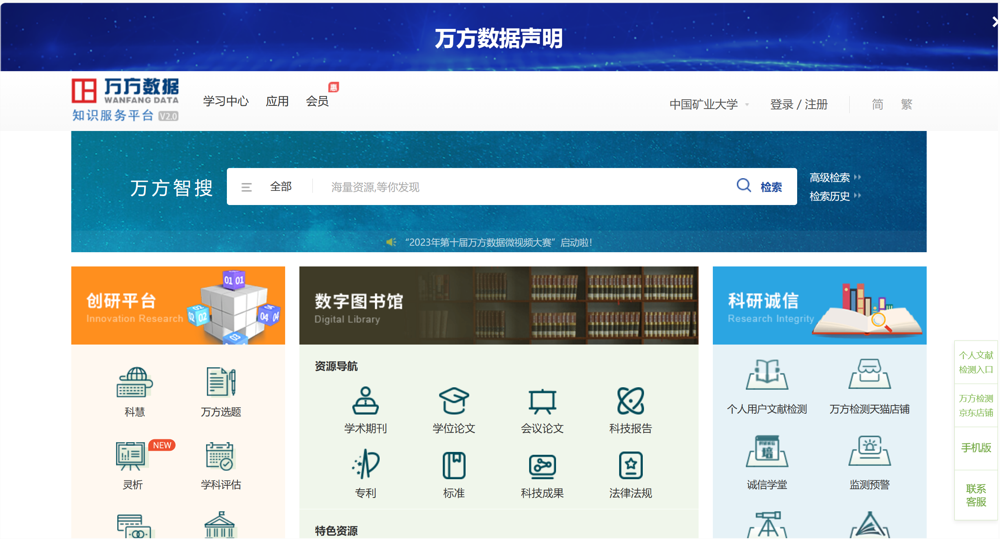 万方数据声明
万方数据
WANFANG DATA
知识服务平台 V2.0
学习中心 应用 会员 惠
中国矿业大学 登录 / 注册 简 繁
万方智搜 全部 海量资源,等你发现 检索
高级检索
检索历史
“2023年第十届万方数据微视频大赛”启动啦！
创研平台
Innovation Research
01 01
02 02
04 04
03
数字图书馆
Digital Library
科研诚信
Research Integrity
科慧 万方选题
NEW
灵析 学科评估
资源导航
学术期刊 学位论文 会议论文 科技报告
专利 标准 科技成果 法律法规
特色资源
个人用户文献检测 万方检测天猫店铺
培
诚信学堂 监测预警
个人文献
检测入口
万方检测
京东店铺
手机版
联系
客服